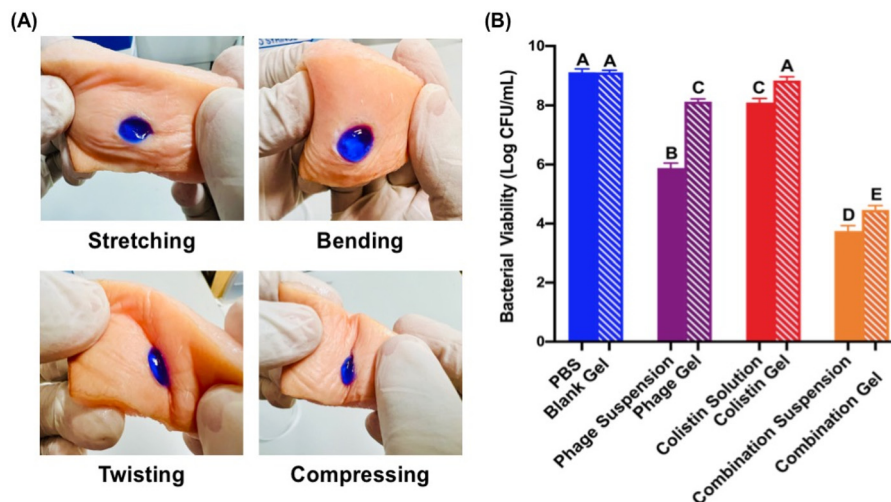 (A)
Stretching
Bending
Twisting
Compressing
(B)
Bacterial Viability (Log CFU/mL)
10
8
6
4
2
0
A
A
B
C
C
A
D
E
PBS
Blank Gel
Phage Suspension
Phage Gel
Colistin Solution
Colistin Gel
Combination Suspension
Combination Gel